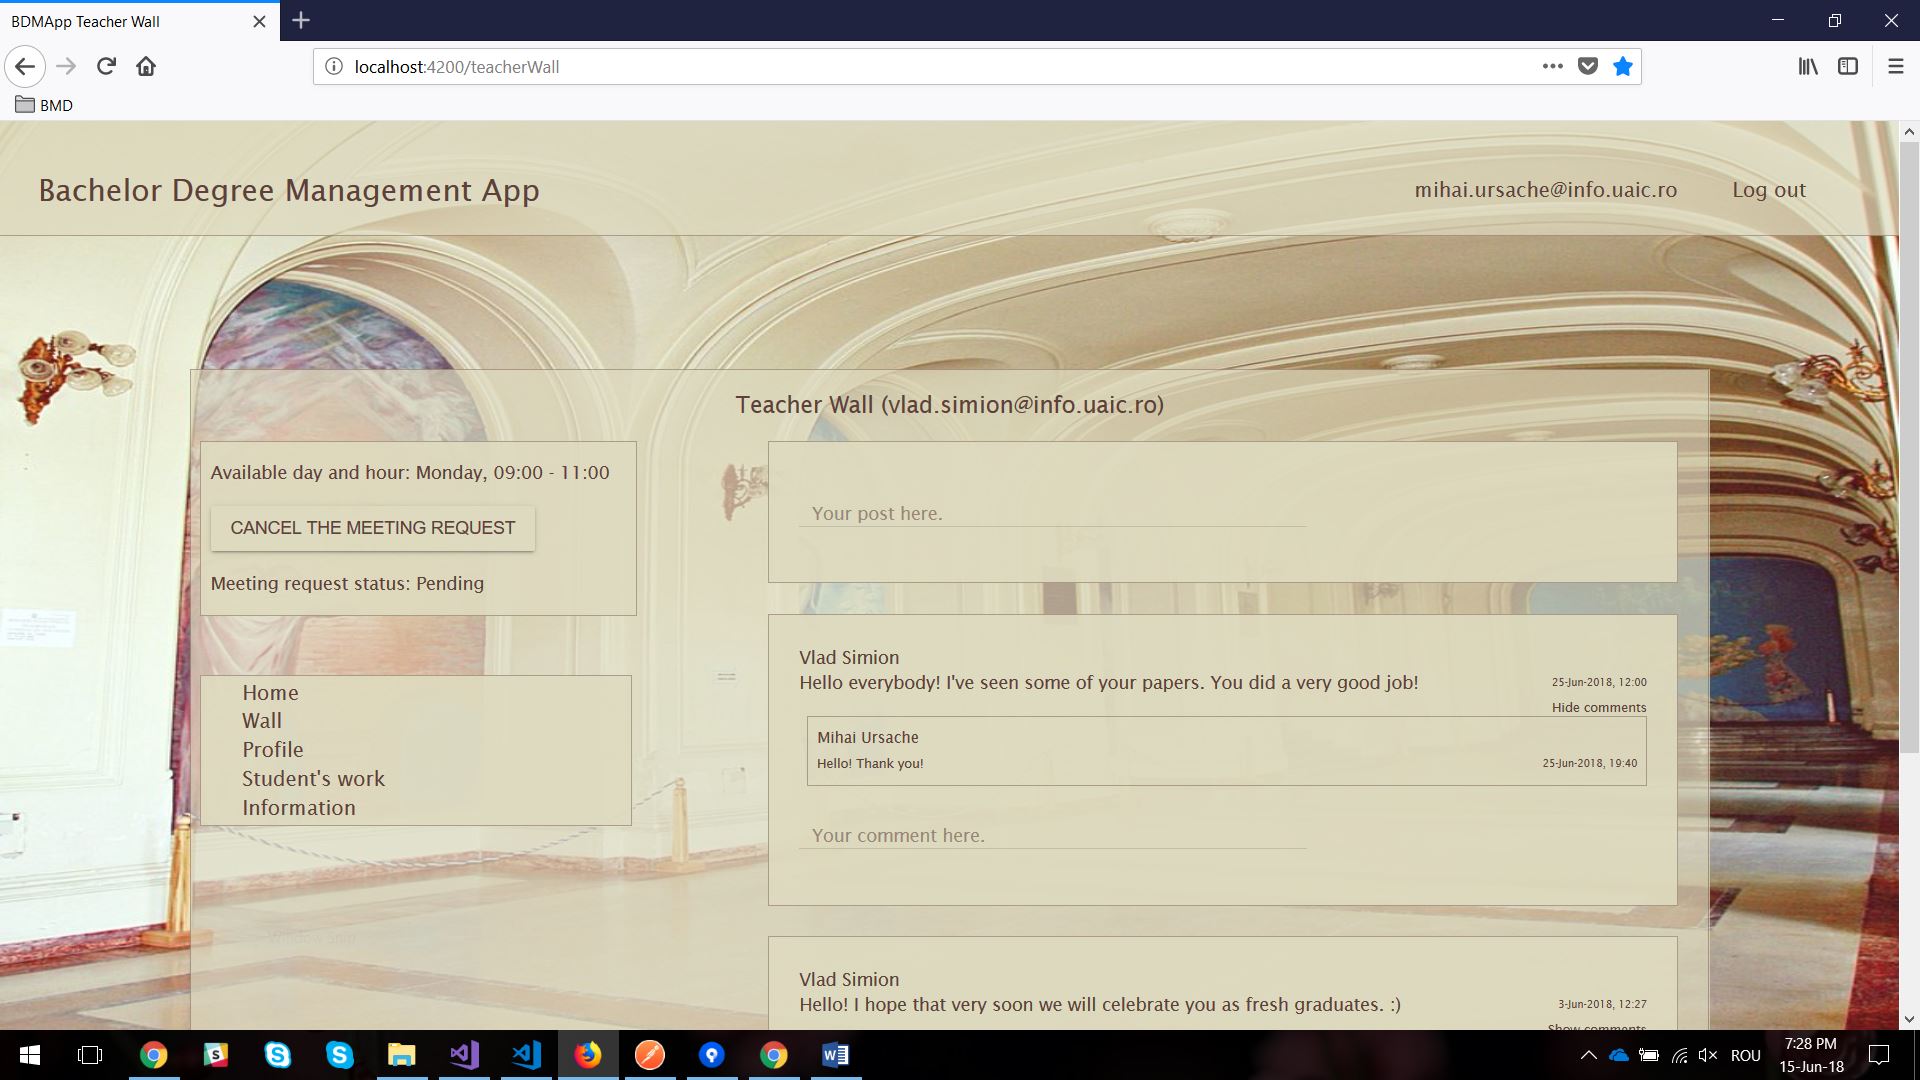 BDMApp Teacher Wall
localhost:4200/teacherWall
BMD
Bachelor Degree Management App
mihai.ursache@info.uaic.ro
Log out
Teacher Wall (vlad.simion@info.uaic.ro)
Available day and hour: Monday, 09:00 - 11:00
CANCEL THE MEETING REQUEST
Meeting request status: Pending
Home
Wall
Profile
Student's work
Information
Your post here.
Vlad Simion
Hello everybody! I've seen some of your papers. You did a very good job!
25-Jun-2018, 12:00
Hide comments
Mihai Ursache
Hello! Thank you!
25-Jun-2018, 19:40
Your comment here.
Window Snip
Vlad Simion
Hello! I hope that very soon we will celebrate you as fresh graduates. :)
3-Jun-2018, 12:27
Show comments
ROU
7:28 PM
15-Jun-18